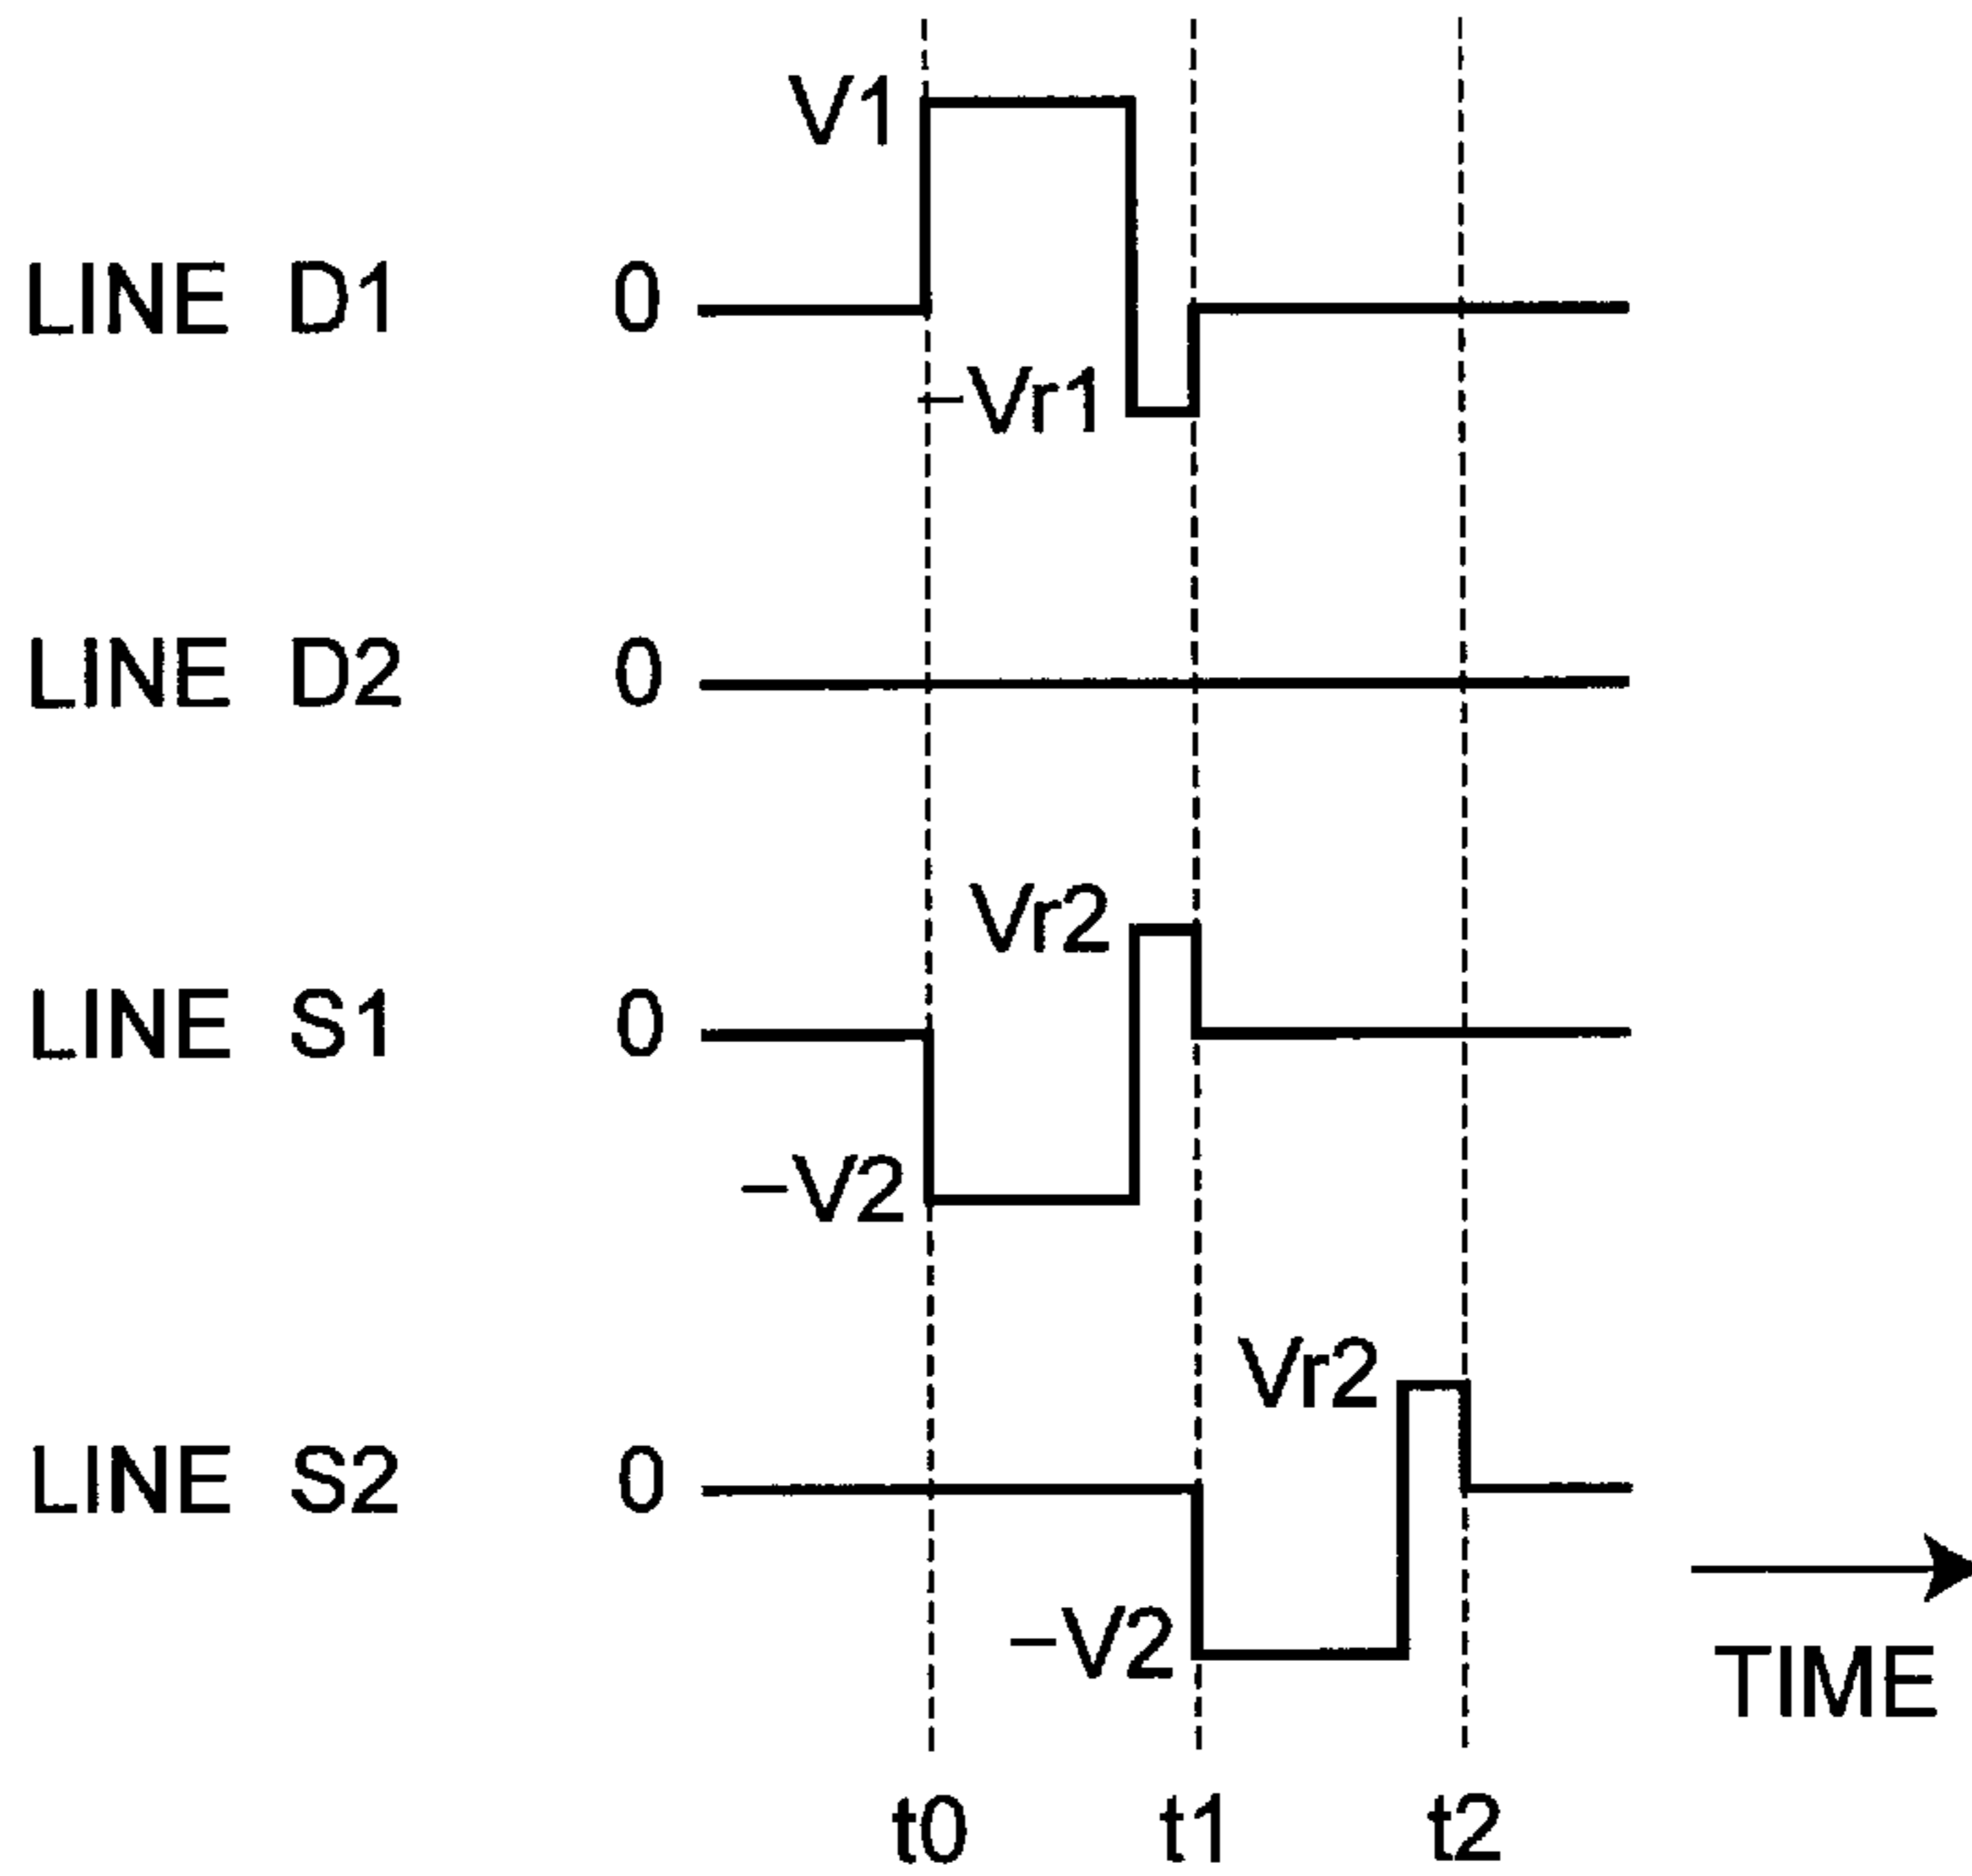 V1
LINE D1 0
−Vr1
LINE D2 0
Vr2
LINE S1 0
−V2
Vr2
LINE S2 0
−V2
TIME
t0 t1 t2